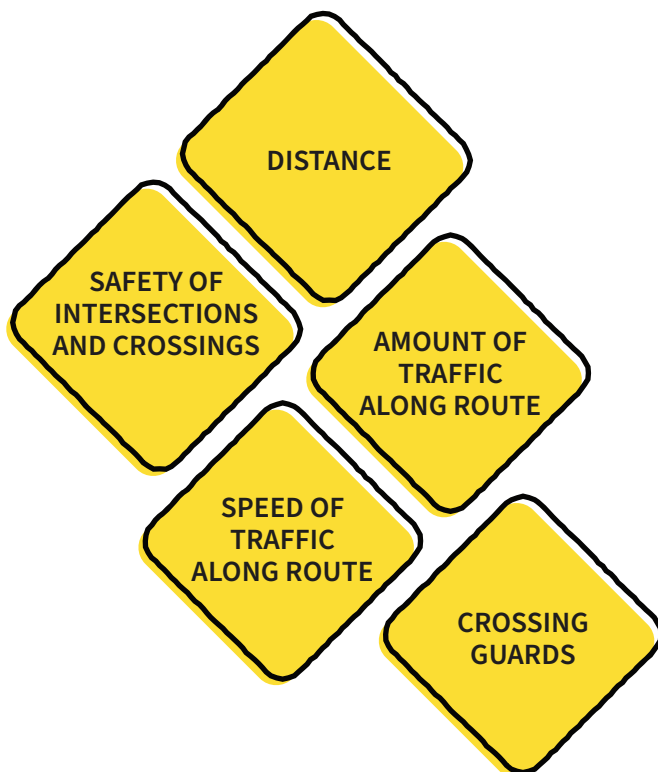 DISTANCE
SAFETY OF
INTERSECTIONS
AND CROSSINGS
AMOUNT OF
TRAFFIC
ALONG ROUTE
SPEED OF
TRAFFIC
ALONG ROUTE
CROSSING
GUARDS